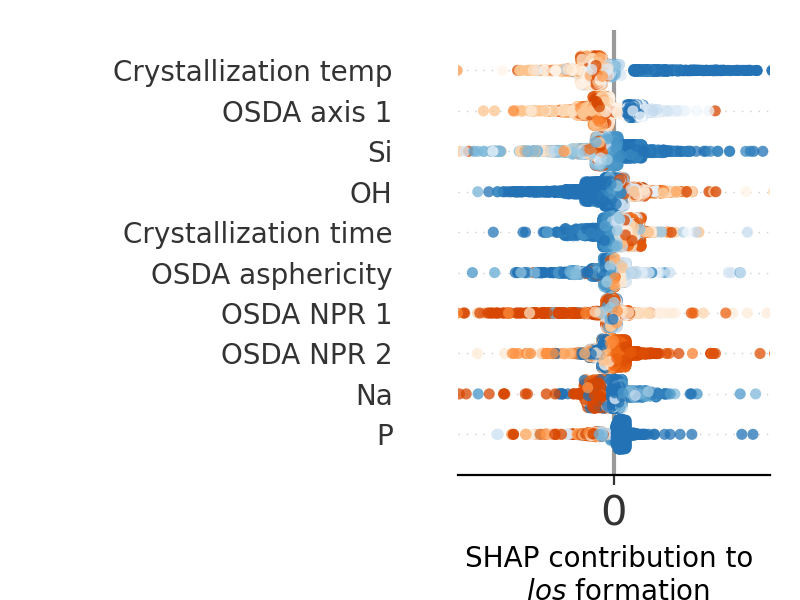 Crystallization temp
OSDA axis 1
Si
OH
Crystallization time
OSDA asphericity
OSDA NPR 1
OSDA NPR 2
Na
P
0
SHAP contribution to
los formation